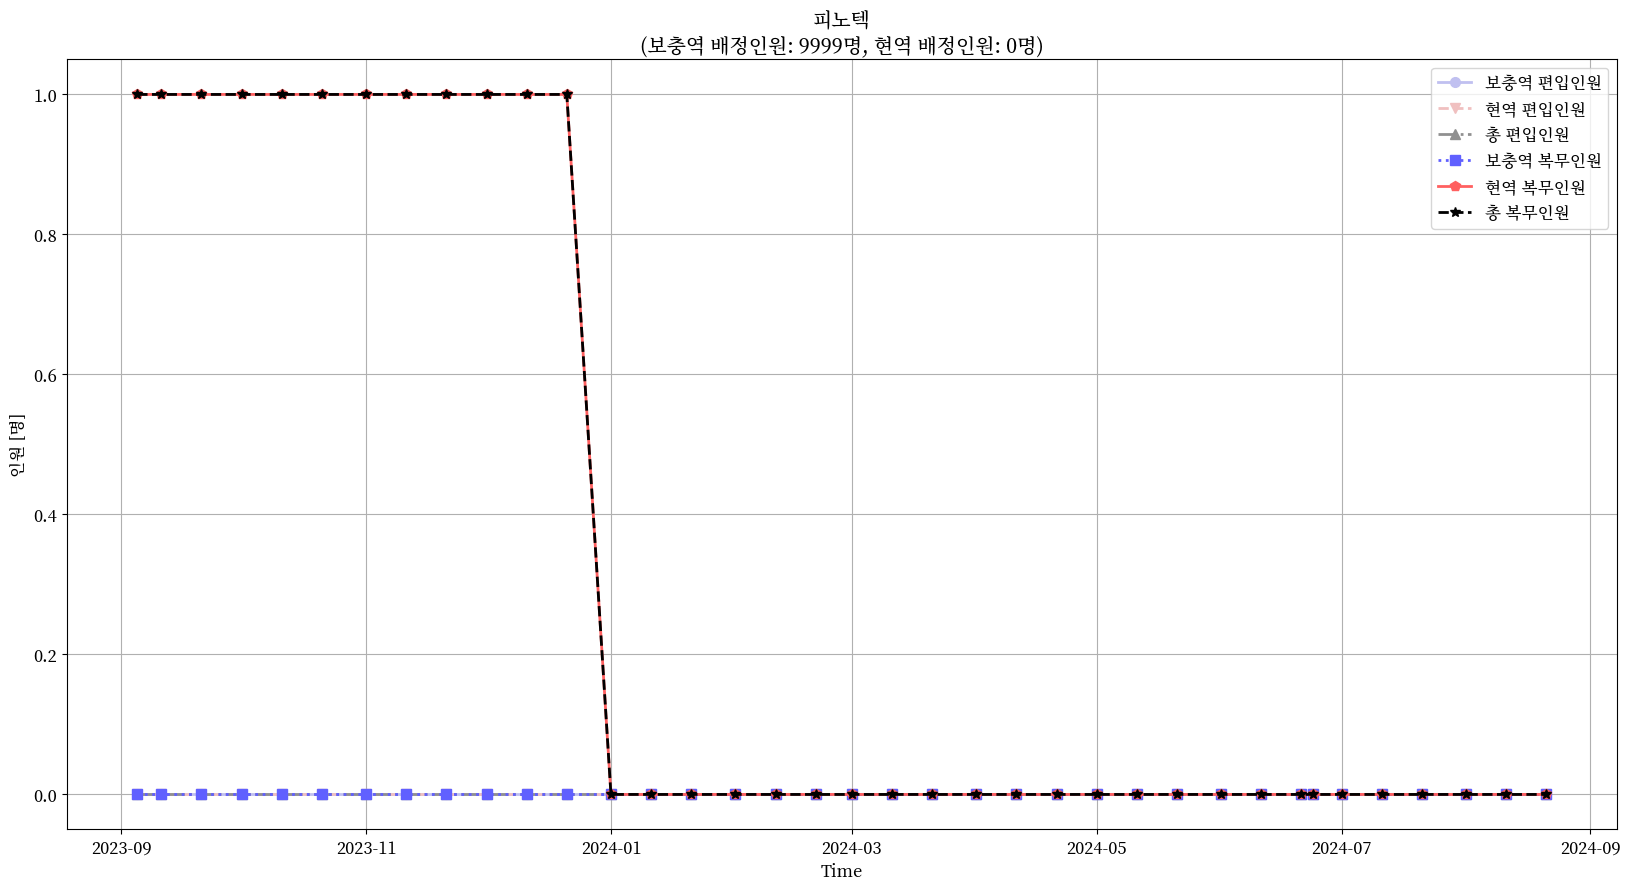 피노텍
(보충역 배정인원: 9999명, 현역 배정인원: 0명)
보충역 편입인원
현역 편입인원
총 편입인원
보충역 복무인원
현역 복무인원
총 복무인원
1.0
0.8
0.6
0.4
0.2
0.0
인원 [명]
2023-09
2023-11
2024-01
2024-03
2024-05
2024-07
2024-09
Time